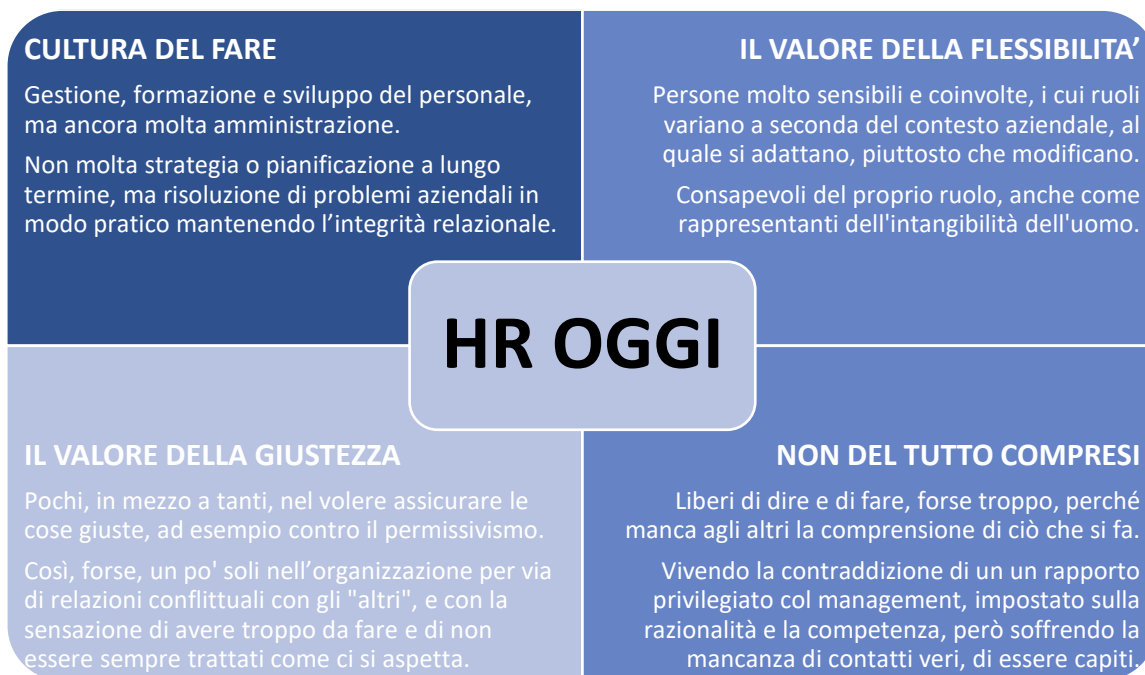 CULTURA DEL FARE
Gestione, formazione e sviluppo del personale,
ma ancora molta amministrazione.
Non molta strategia o pianificazione a lungo
termine, ma risoluzione di problemi aziendali in
modo pratico mantenendo l’integrità relazionale.
IL VALORE DELLA FLESSIBILITA’
Persone molto sensibili e coinvolte, i cui ruoli
variano a seconda del contesto aziendale, al
quale si adattano, piuttosto che modificano.
Consapevoli del proprio ruolo, anche come
rappresentanti dell'intangibilità dell'uomo.
HR OGGI
IL VALORE DELLA GIUSTEZZA
Pochi, in mezzo a tanti, nel volere assicurare le
cose giuste, ad esempio contro il permissivismo.
Così, forse, un po' soli nell’organizzazione per via
di relazioni conflittuali con gli "altri", e con la
sensazione di avere troppo da fare e di non
essere sempre trattati come ci si aspetta.
NON DEL TUTTO COMPRESI
Liberi di dire e di fare, forse troppo, perché
manca agli altri la comprensione di ciò che si fa.
Vivendo la contraddizione di un un rapporto
privilegiato col management, impostato sulla
razionalità e la competenza, però soffrendo la
mancanza di contatti veri, di essere capiti.